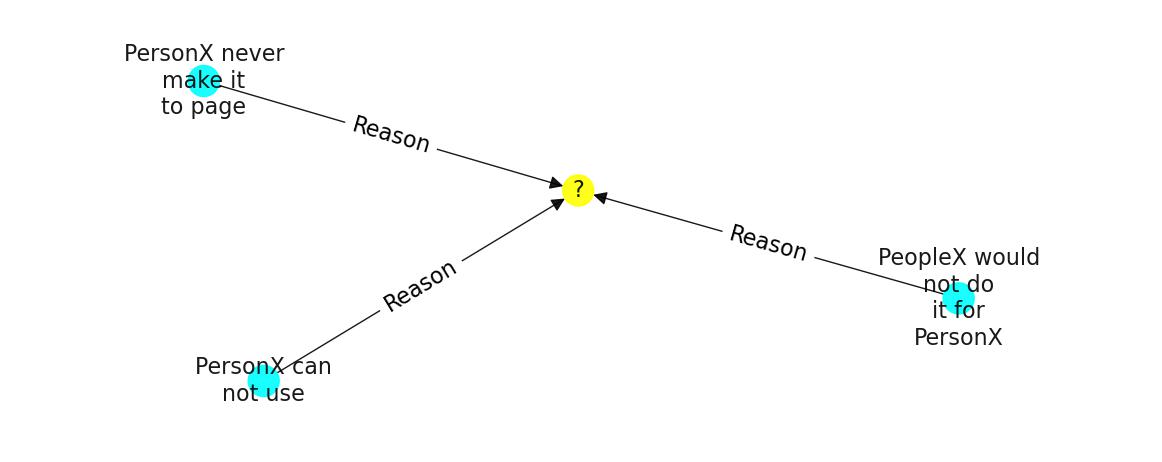 PersonX never
make it
to page
Reason
?
Reason
PeopleX would
not do
it for
PersonX
Reason
PersonX can
not use